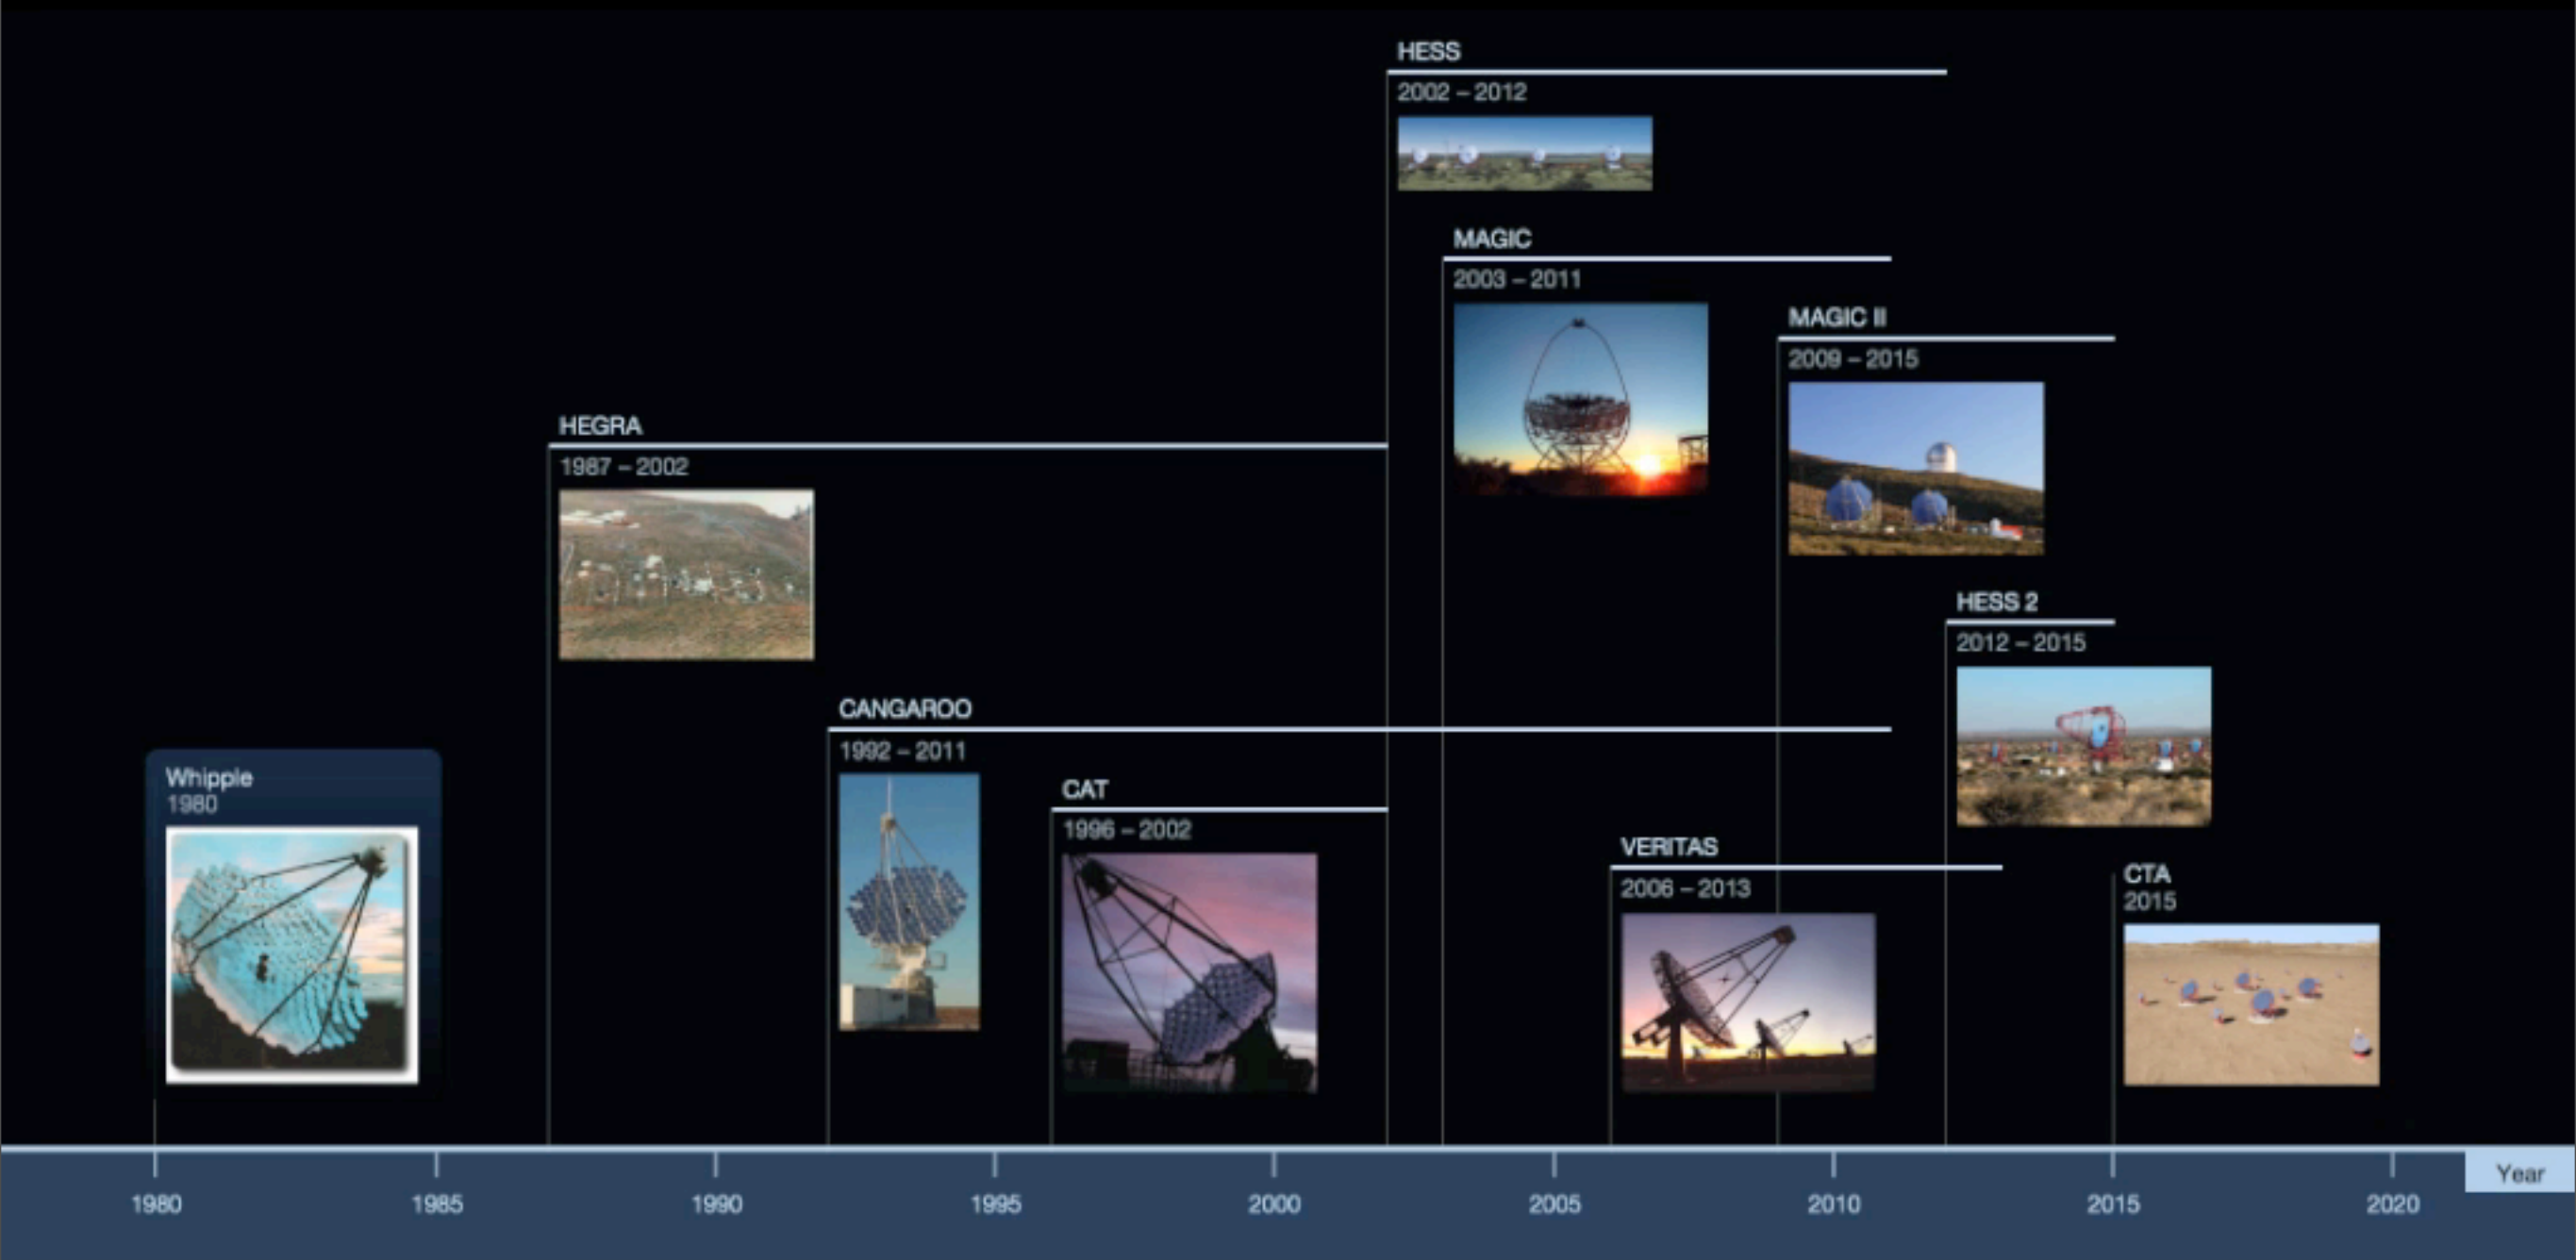 HESS
2002 – 2012
MAGIC
2003 – 2011
MAGIC II
2009 – 2015
HEGRA
1987 – 2002
HESS 2
2012 – 2015
CANGAROO
1992 – 2011
Whipple
1980
CAT
1996 – 2002
VERITAS
2006 – 2013
CTA
2015
Year
1980 1985 1990 1995 2000 2005 2010 2015 2020